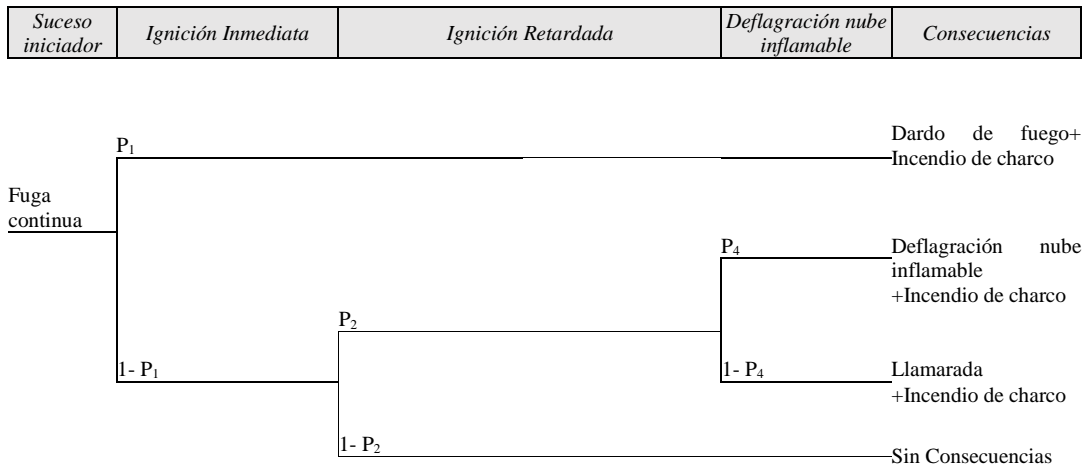 Suceso iniciador
Ignición Inmediata
Ignición Retardada
Deflagración nube inflamable
Consecuencias
P₁
Dardo de fuego+
Incendio de charco
Fuga
continua
P₄
Deflagración nube
inflamable
+Incendio de charco
P₂
1- P₁
1- P₄
Llamarada
+Incendio de charco
1- P₂
Sin Consecuencias